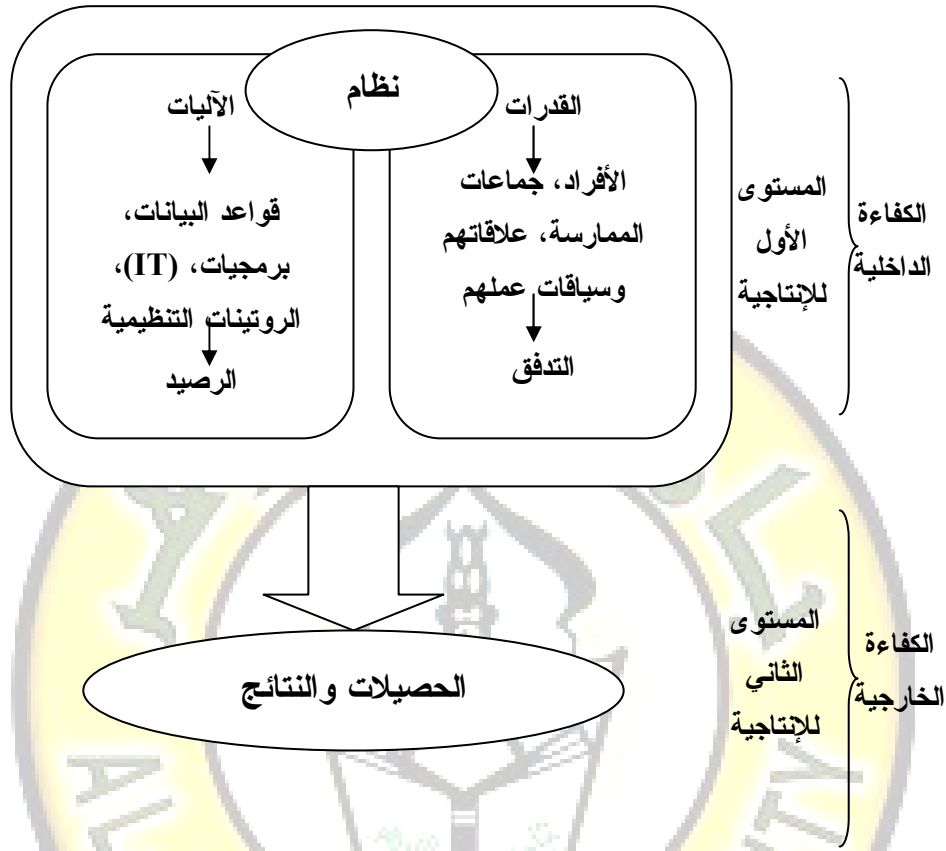 نظام
القدرات
الأفراد، جماعات
الممارسة، علاقاتهم
وسياقات عملهم
التدفق
الآليات
قواعد البيانات،
برمجيات، (IT)،
الروتينات التنظيمية
الرصيد
المستوى
الأول
للإنتاجية
الكفاءة
الداخلية
الحصيلات والنتائج
المستوى
الثاني
للإنتاجية
الكفاءة
الخارجية
AL